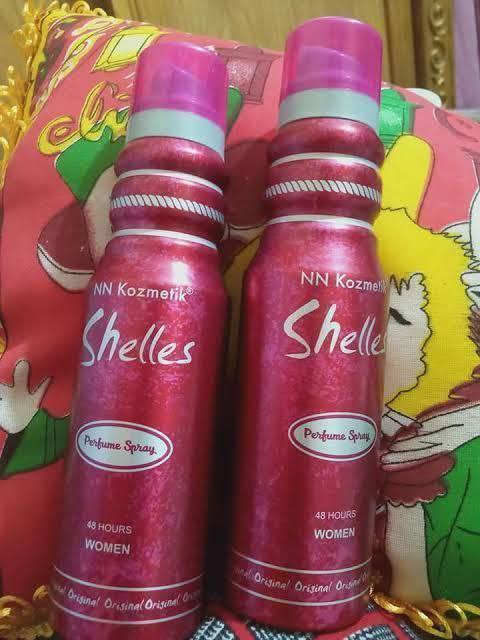 NN Kozmetik®
Shelles
Perfume Spray
48 HOURS
WOMEN
Original Original Original
NN Kozmetik
Shelles
Perfume Spray
48 HOURS
WOMEN
Original Original Original